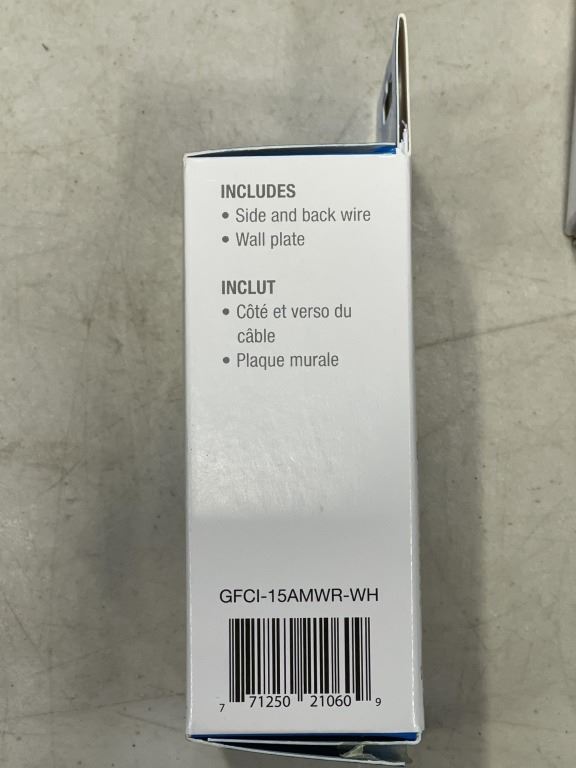 INCLUDES
• Side and back wire
• Wall plate
INCLUT
• Côté et verso du
câble
• Plaque murale
GFCI-15AMWR-WH
7 71250 21060 9